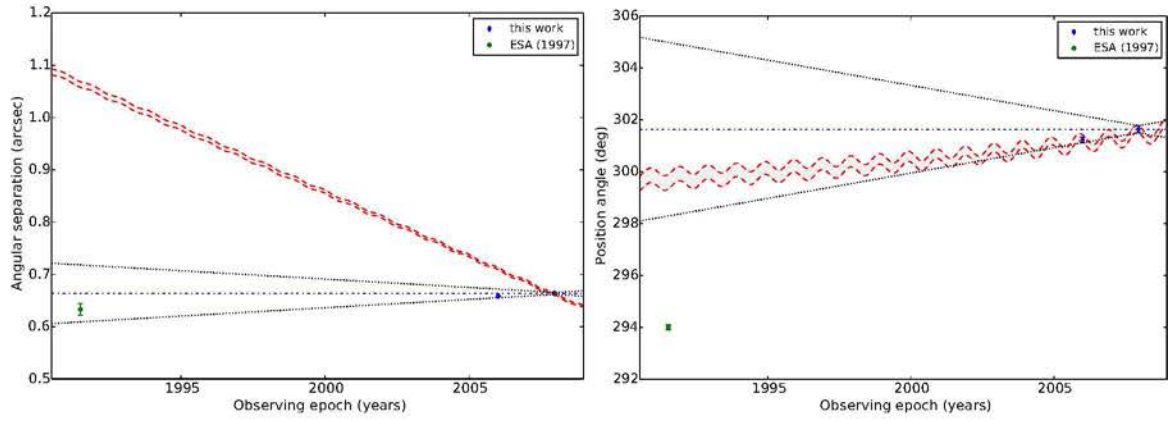 1.2
1.1
1.0
0.9
0.8
0.7
0.6
0.5
Angular separation (arcsec)
1995
2000
2005
Observing epoch (years)
this work
ESA (1997)
306
304
302
300
298
296
294
292
Position angle (deg)
1995
2000
2005
Observing epoch (years)
this work
ESA (1997)